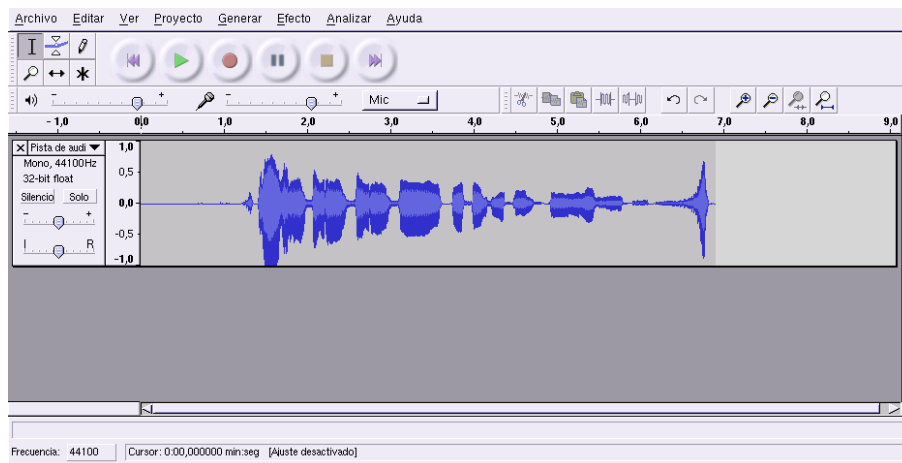 Archivo Editar Ver Proyecto Generar Efecto Analizar Ayuda
- + - + Mic
- 1,0 0,0 1,0 2,0 3,0 4,0 5,0 6,0 7,0 8,0 9,0
X Pista de audi
Mono, 44100Hz
32-bit float
Silencio Solo
- +
I R
1,0
0,5
0,0
-0,5
-1,0
Frecuencia: 44100 Cursor: 0:00,000000 min:seg [Ajuste desactivado]